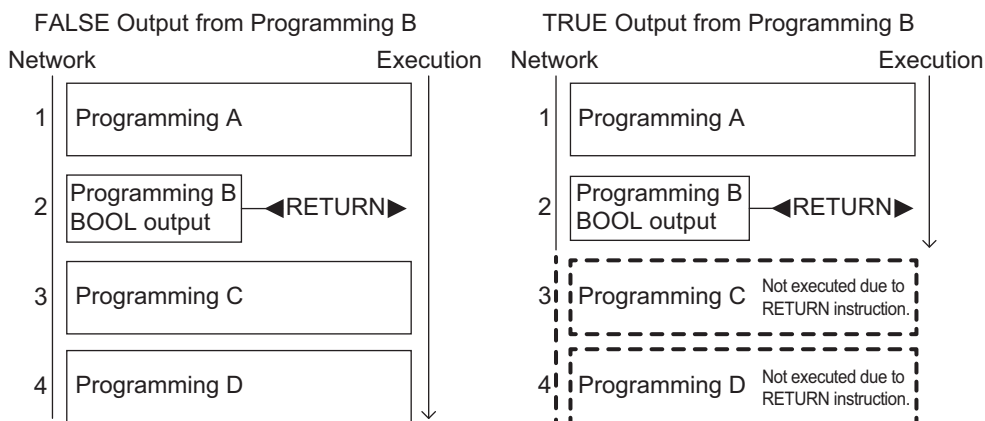 FALSE Output from Programming B
Network
Execution
1
Programming A
2
Programming B
BOOL output
◀RETURN▶
3
Programming C
4
Programming D
TRUE Output from Programming B
Network
Execution
1
Programming A
2
Programming B
BOOL output
◀RETURN▶
3
Programming C
Not executed due to
RETURN instruction.
4
Programming D
Not executed due to
RETURN instruction.